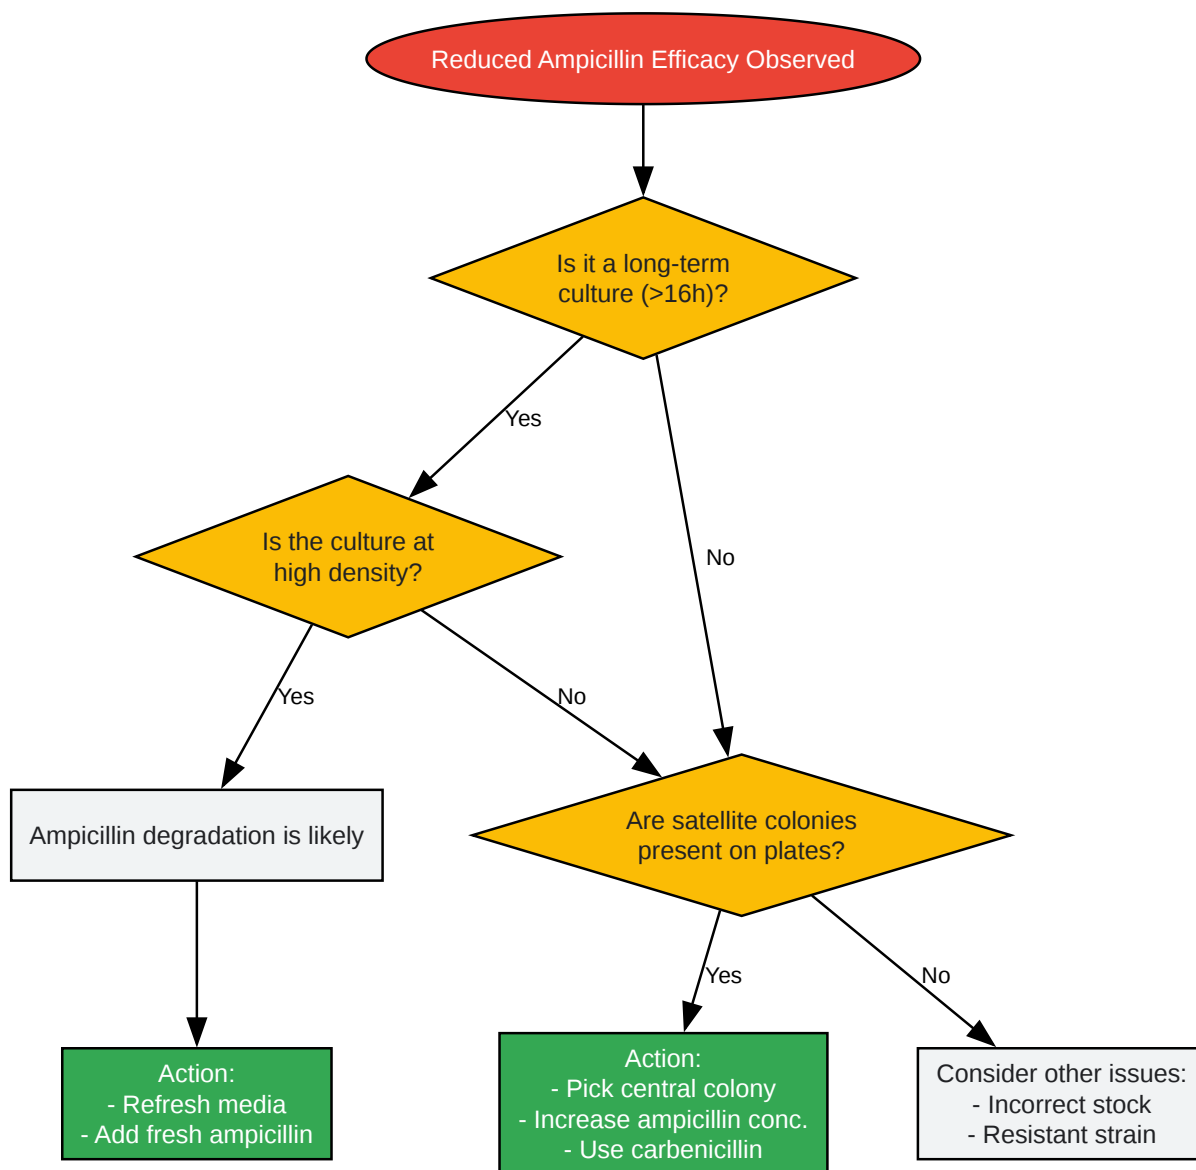 Reduced Ampicillin Efficacy Observed
Is it a long-term
culture (>16h)?
Yes
No
Is the culture at
high density?
Yes
No
Ampicillin degradation is likely
Are satellite colonies
present on plates?
Yes
No
Action:
- Refresh media
- Add fresh ampicillin
Action:
- Pick central colony
- Increase ampicillin conc.
- Use carbenicillin
Consider other issues:
- Incorrect stock
- Resistant strain